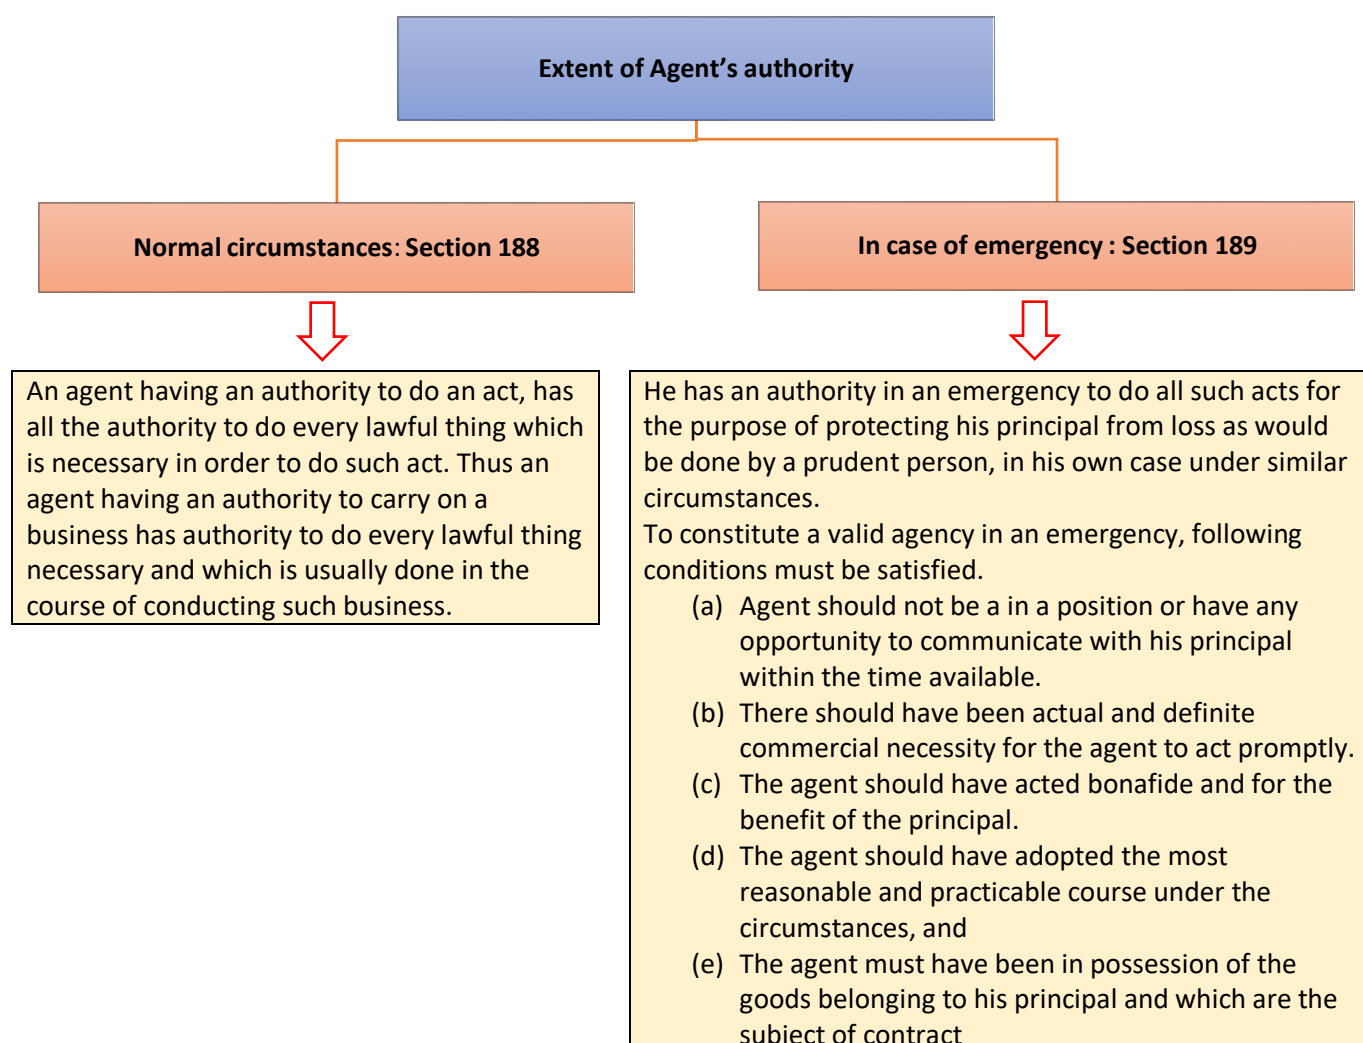 Extent of Agent’s authority
Normal circumstances: Section 188
In case of emergency : Section 189
An agent having an authority to do an act, has
all the authority to do every lawful thing which
is necessary in order to do such act. Thus an
agent having an authority to carry on a
business has authority to do every lawful thing
necessary and which is usually done in the
course of conducting such business.
He has an authority in an emergency to do all such acts for
the purpose of protecting his principal from loss as would
be done by a prudent person, in his own case under similar
circumstances.
To constitute a valid agency in an emergency, following
conditions must be satisfied.
(a) Agent should not be a in a position or have any
opportunity to communicate with his principal
within the time available.
(b) There should have been actual and definite
commercial necessity for the agent to act promptly.
(c) The agent should have acted bonafide and for the
benefit of the principal.
(d) The agent should have adopted the most
reasonable and practicable course under the
circumstances, and
(e) The agent must have been in possession of the
goods belonging to his principal and which are the
subject of contract